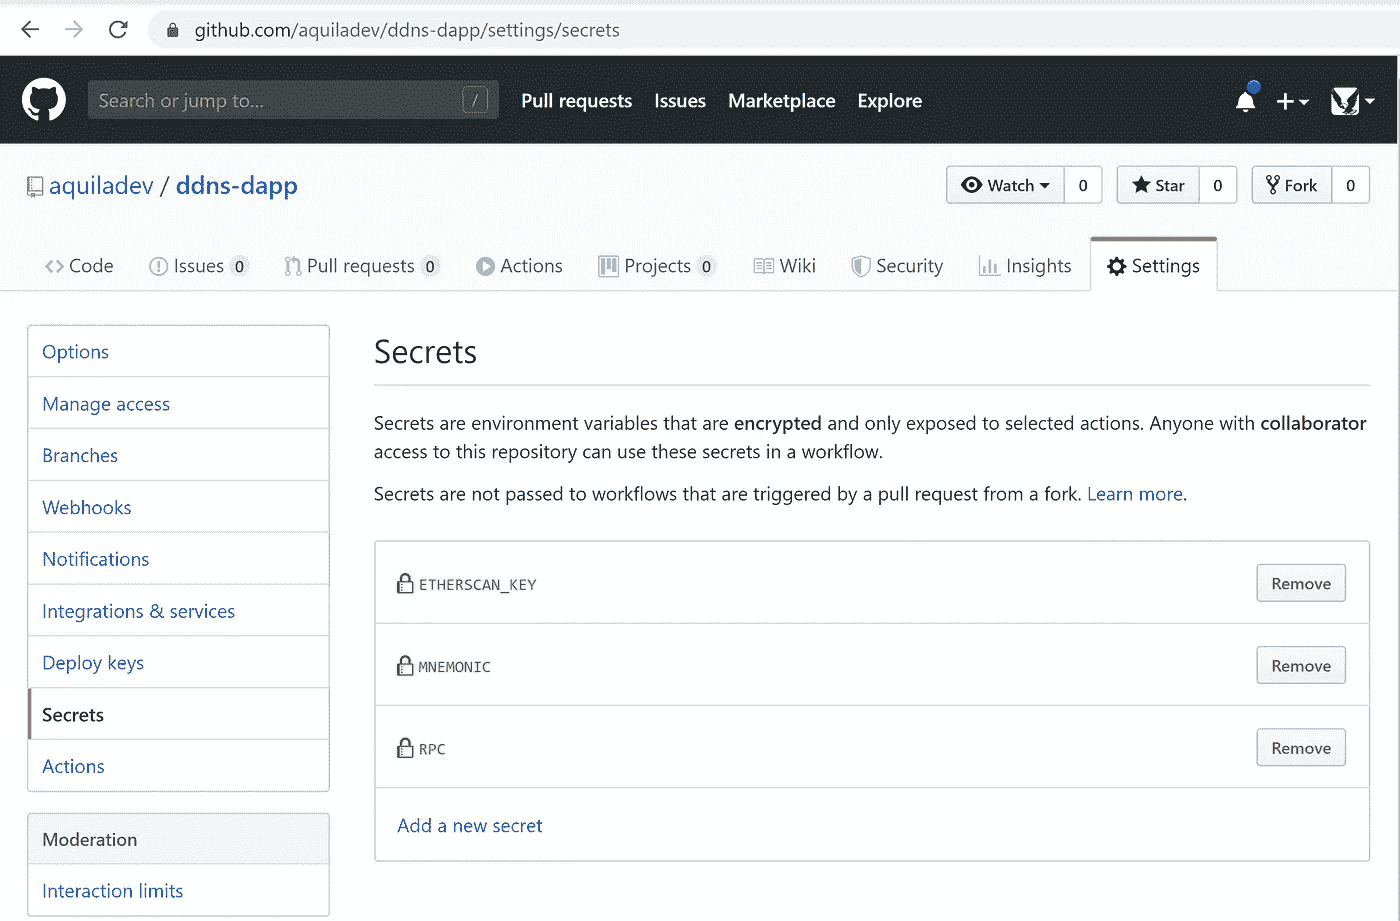 github.com/aquiladev/ddns-dapp/settings/secrets
Search or jump to... /
Pull requests Issues Marketplace Explore
aquiladev / ddns-dapp
Watch 0 Star 0 Fork 0
Code Issues 0 Pull requests 0 Actions Projects 0 Wiki Security Insights Settings
Options
Manage access
Branches
Webhooks
Notifications
Integrations & services
Deploy keys
Secrets
Actions
Moderation
Interaction limits
Secrets
Secrets are environment variables that are encrypted and only exposed to selected actions. Anyone with collaborator
access to this repository can use these secrets in a workflow.
Secrets are not passed to workflows that are triggered by a pull request from a fork. Learn more.
ETHERSCAN_KEY Remove
MNEMONIC Remove
RPC Remove
Add a new secret